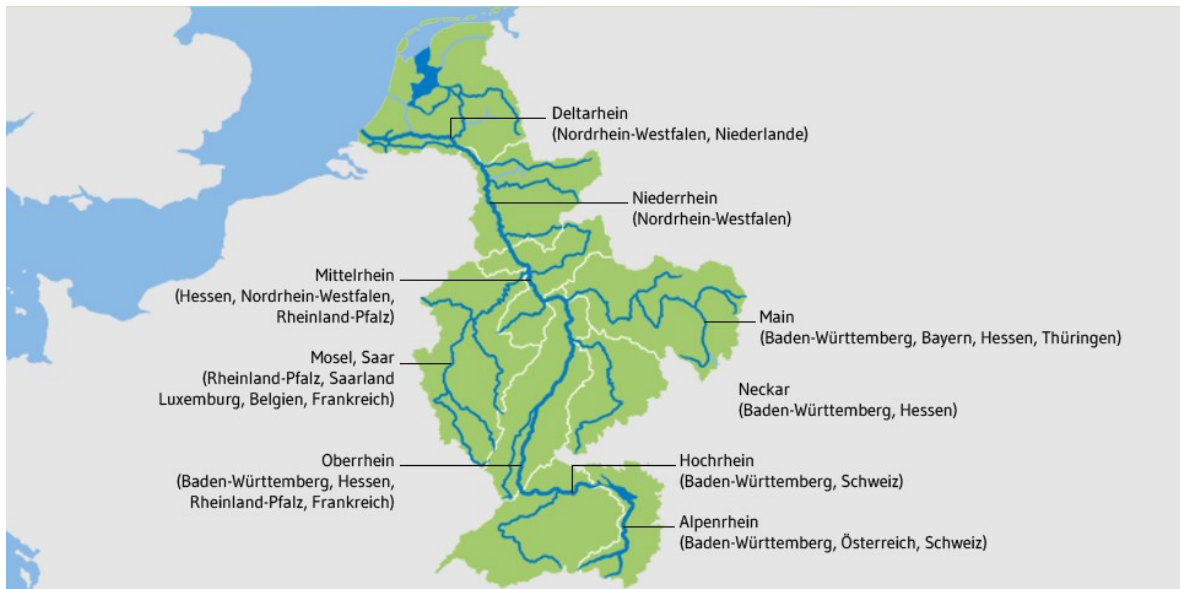 Deltarhein
(Nordrhein-Westfalen, Niederlande)
Niederrhein
(Nordrhein-Westfalen)
Mittelrhein
(Hessen, Nordrhein-Westfalen,
Rheinland-Pfalz)
Main
(Baden-Württemberg, Bayern, Hessen, Thüringen)
Mosel, Saar
(Rheinland-Pfalz, Saarland
Luxemburg, Belgien, Frankreich)
Neckar
(Baden-Württemberg, Hessen)
Oberrhein
(Baden-Württemberg, Hessen,
Rheinland-Pfalz, Frankreich)
Hochrhein
(Baden-Württemberg, Schweiz)
Alpenrhein
(Baden-Württemberg, Österreich, Schweiz)